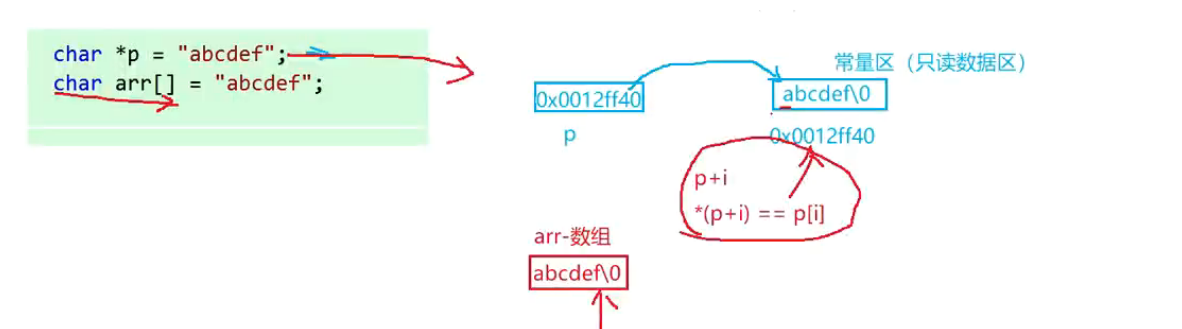 char *p = "abcdef";
char arr[] = "abcdef";
常量区（只读数据区）
0x0012ff40
abcdef\0
p
0x0012ff40
p+i
*(p+i) == p[i]
arr-数组
abcdef\0